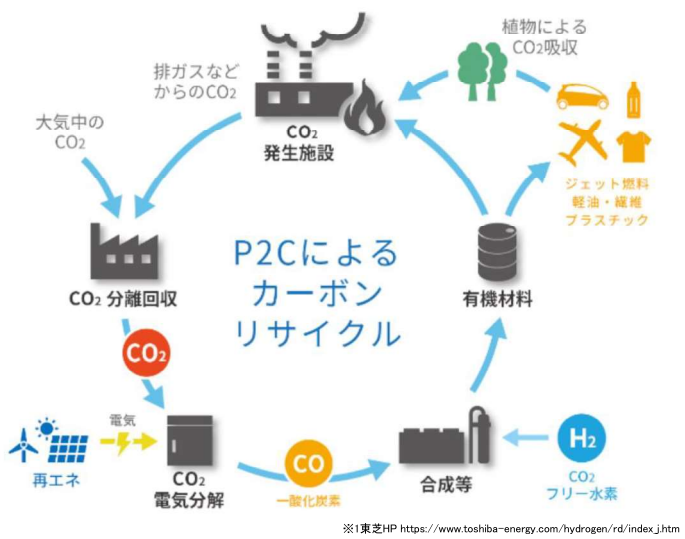 植物による
CO₂吸収
排ガスなど
からのCO₂
大気中の
CO₂
CO₂
発生施設
ジェット燃料
軽油・繊維
プラスチック
P2Cによる
カーボン
リサイクル
CO₂ 分離回収
有機材料
CO₂
電気
再エネ
CO₂
電気分解
CO
一酸化炭素
合成等
H₂
CO₂
フリー水素
※1東芝HP https://www.toshiba-energy.com/hydrogen/rd/index_j.htm